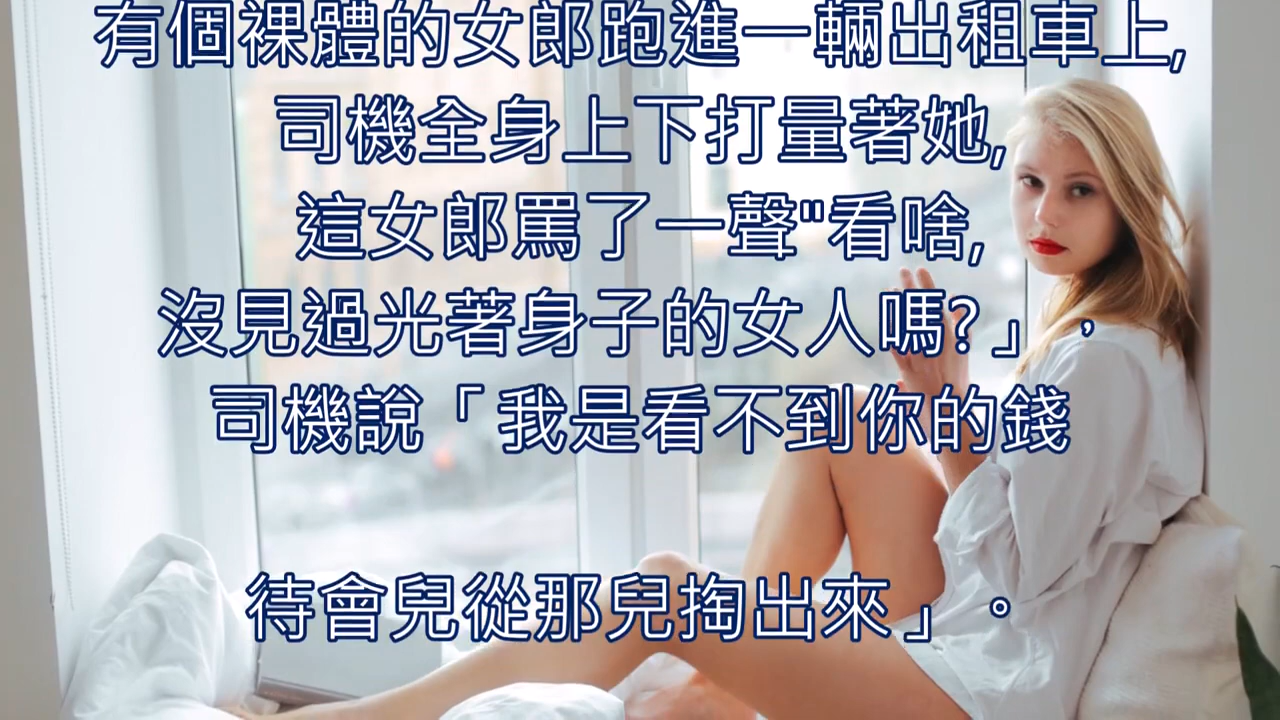 有個裸體的女郎跑進一輛出租車上,
司機全身上下打量著她,
這女郎罵了一聲"看啥,
沒見過光著身子的女人嗎?」，
司機說「我是看不到你的錢
待會兒從那兒掏出來」。